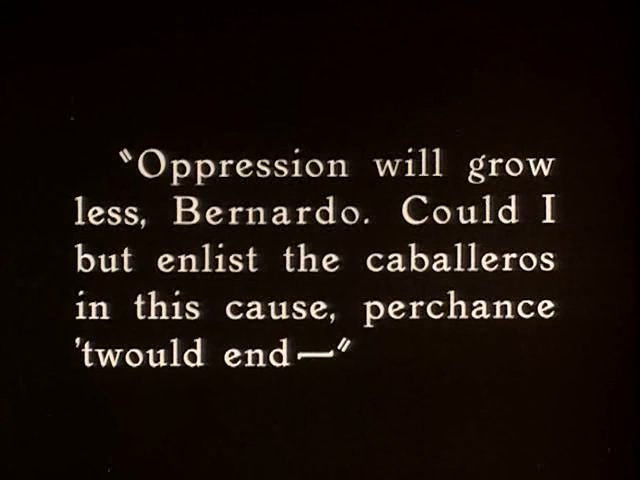 "Oppression will grow
less, Bernardo. Could I
but enlist the caballeros
in this cause, perchance
'twould end—"